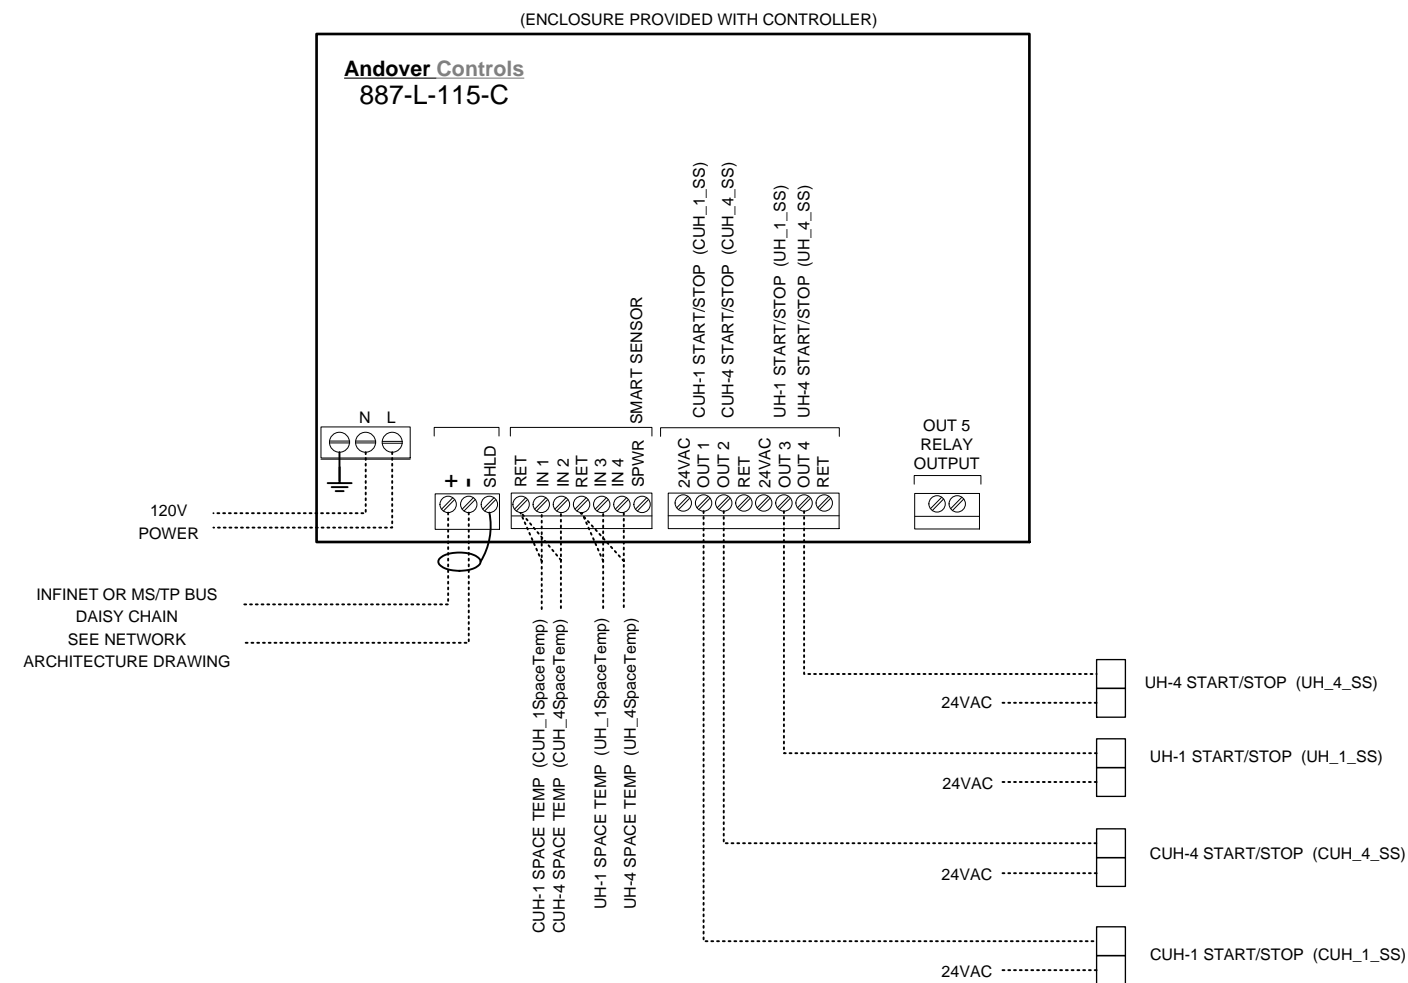 (ENCLOSURE PROVIDED WITH CONTROLLER)
Andover Controls
887-L-115-C
CUH-1 START/STOP (CUH_1_SS)
CUH-4 START/STOP (CUH_4_SS)
UH-1 START/STOP (UH_1_SS)
UH-4 START/STOP (UH_4_SS)
SMART SENSOR
N L
+ -
SHLD
RET
IN 1
IN 2
RET
IN 3
IN 4
SPWR
24VAC
OUT 1
OUT 2
RET
24VAC
OUT 3
OUT 4
RET
OUT 5
RELAY
OUTPUT
120V
POWER
INFINET OR MS/TP BUS
DAISY CHAIN
SEE NETWORK
ARCHITECTURE DRAWING
CUH-1 SPACE TEMP (CUH_1SpaceTemp)
CUH-4 SPACE TEMP (CUH_4SpaceTemp)
UH-1 SPACE TEMP (UH_1SpaceTemp)
UH-4 SPACE TEMP (UH_4SpaceTemp)
UH-4 START/STOP (UH_4_SS)
24VAC
UH-1 START/STOP (UH_1_SS)
24VAC
CUH-4 START/STOP (CUH_4_SS)
24VAC
CUH-1 START/STOP (CUH_1_SS)
24VAC